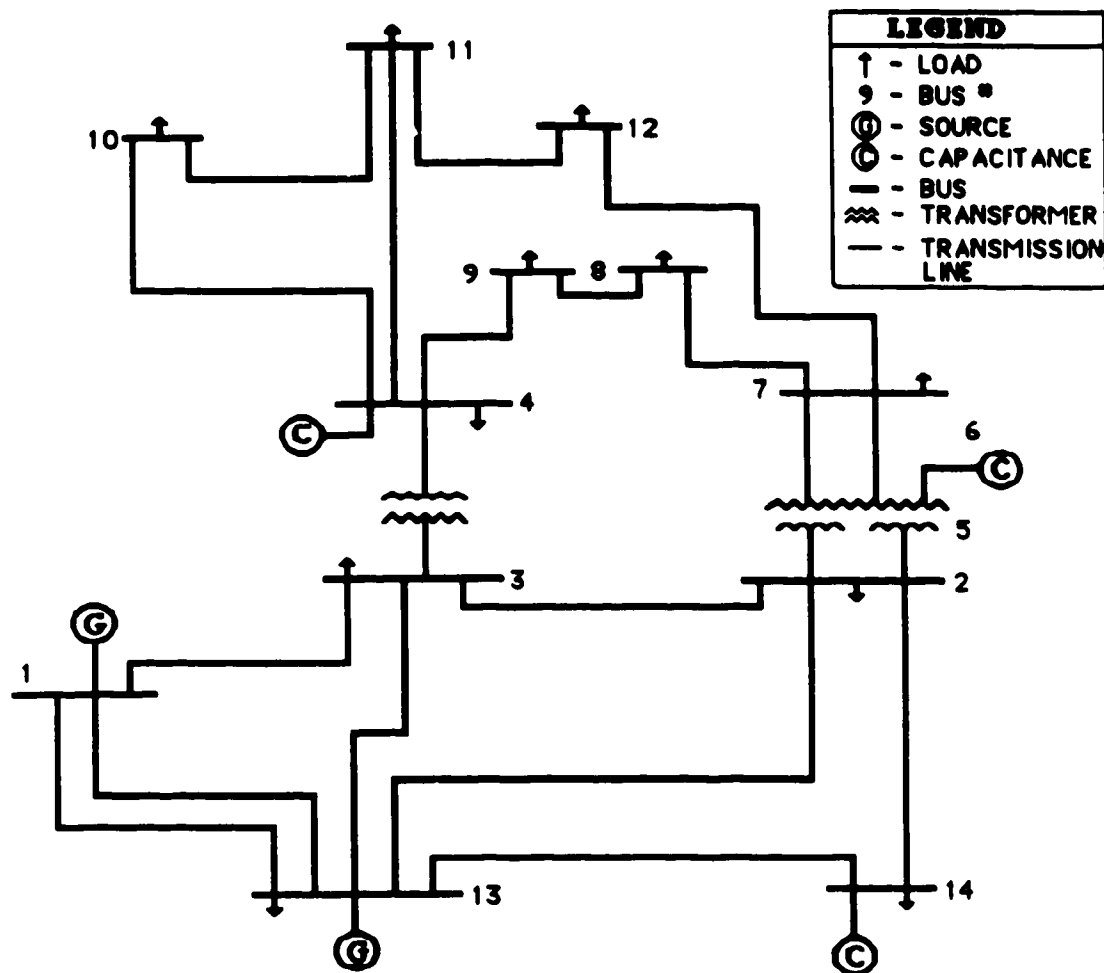 LEGEND
↑ - LOAD
9 - BUS #
G - SOURCE
C - CAPACITANCE
- BUS
- TRANSFORMER
- TRANSMISSION
LINE
11
10
12
9
8
7
4
C
6
C
5
3
2
G
1
13
14
G
C